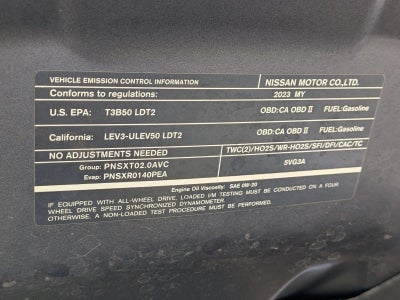 VEHICLE EMISSION CONTROL INFORMATION NISSAN MOTOR CO.,LTD.
Conforms to regulations: 2023 MY
U.S. EPA: T3B50 LDT2 OBD:CA OBD II FUEL:Gasoline
California: LEV3-ULEV50 LDT2 OBD:CA OBD II FUEL:Gasoline
NO ADJUSTMENTS NEEDED TWC(2)/HO2S/WR-HO2S/SFI/DFI/CAC/TC
Group: PNSXT02.0AVC 5VG3A
Evap: PNSXR0140PEA
Engine Oil Viscosity: SAE 0W-20
IF EQUIPPED WITH ALL-WHEEL DRIVE, LOADED I/M TESTING MUST BE CONDUCTED ON A FOUR
WHEEL DRIVE SPEED SYNCHRONIZED DYNAMOMETER
OTHERWISE, A NON-LOADED TEST PROCEDURE MUST BE PERFORMED.